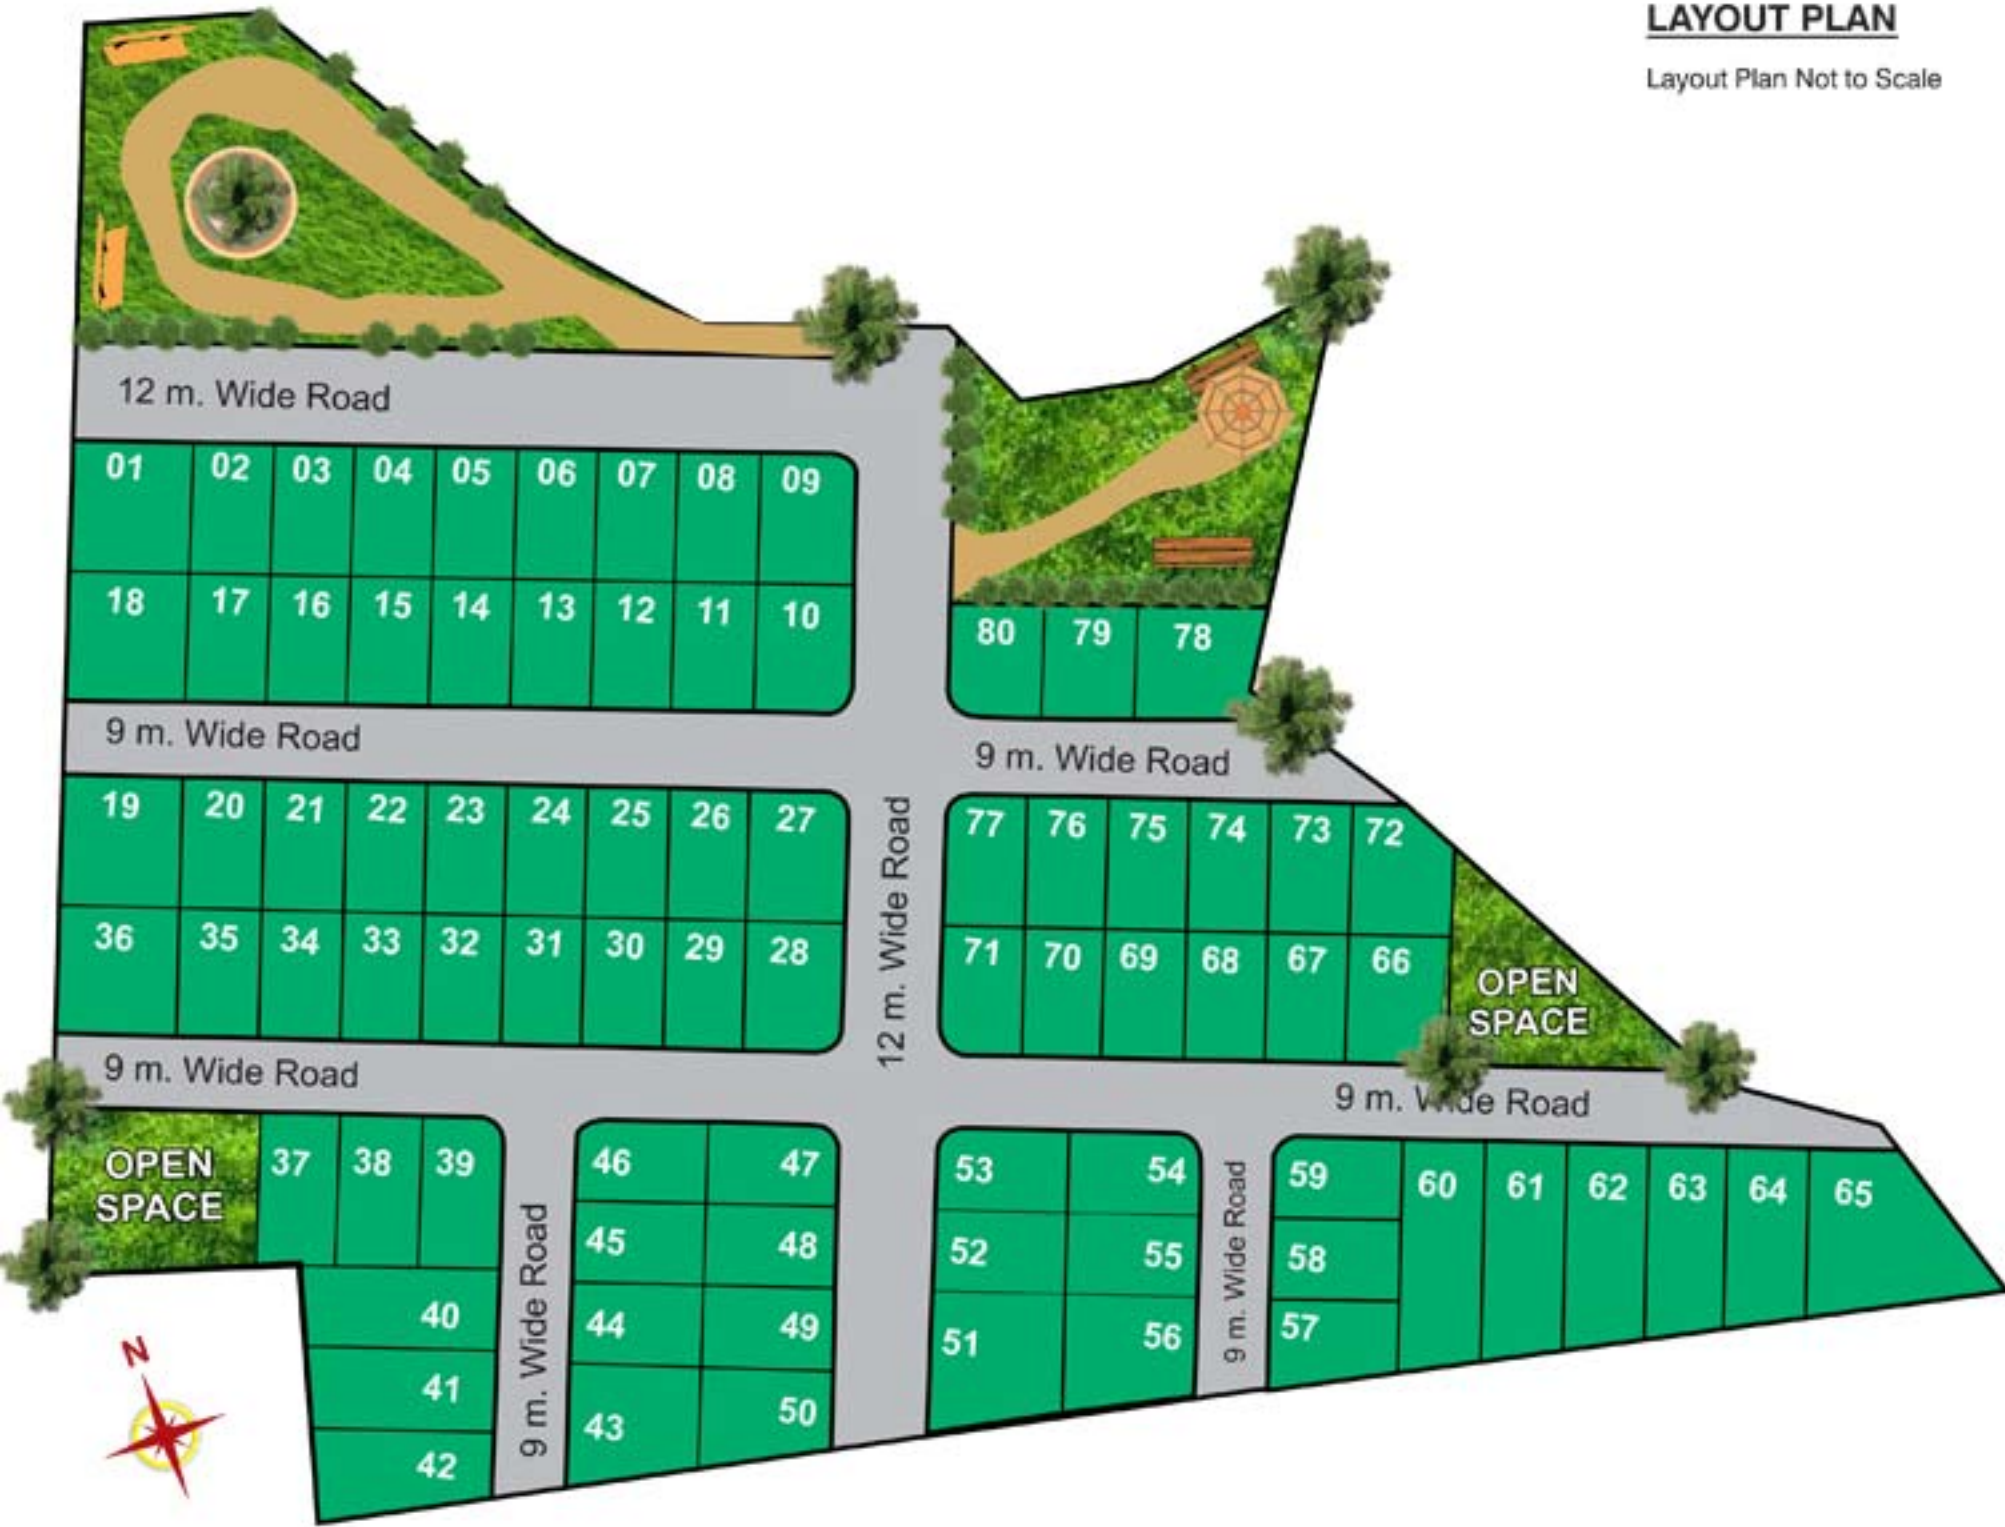 LAYOUT PLAN
Layout Plan Not to Scale
12 m. Wide Road
01 02 03 04 05 06 07 08 09
18 17 16 15 14 13 12 11 10
80 79 78
9 m. Wide Road
9 m. Wide Road
19 20 21 22 23 24 25 26 27
36 35 34 33 32 31 30 29 28
12 m. Wide Road
77 76 75 74 73 72
71 70 69 68 67 66
OPEN
SPACE
9 m. Wide Road
9 m. Wide Road
OPEN
SPACE
37 38 39
40
41
42
9 m. Wide Road
46 47
45 48
44 49
43 50
53 54
52 55
51 56
9 m. Wide Road
59
58
57
60 61 62 63 64 65
N